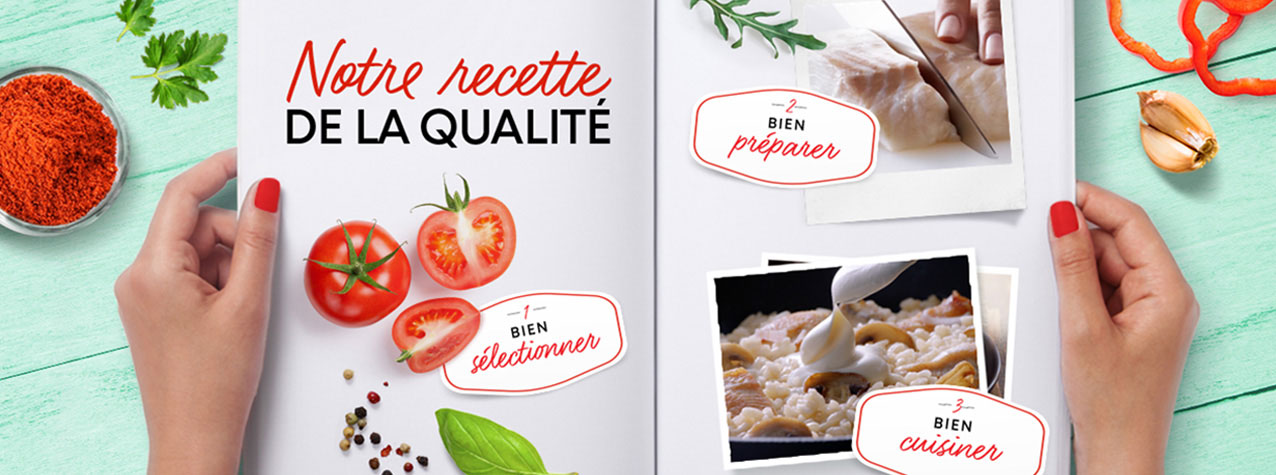 Notre recette
DE LA QUALITÉ
1
BIEN
sélectionner
2
BIEN
préparer
3
BIEN
cuisiner